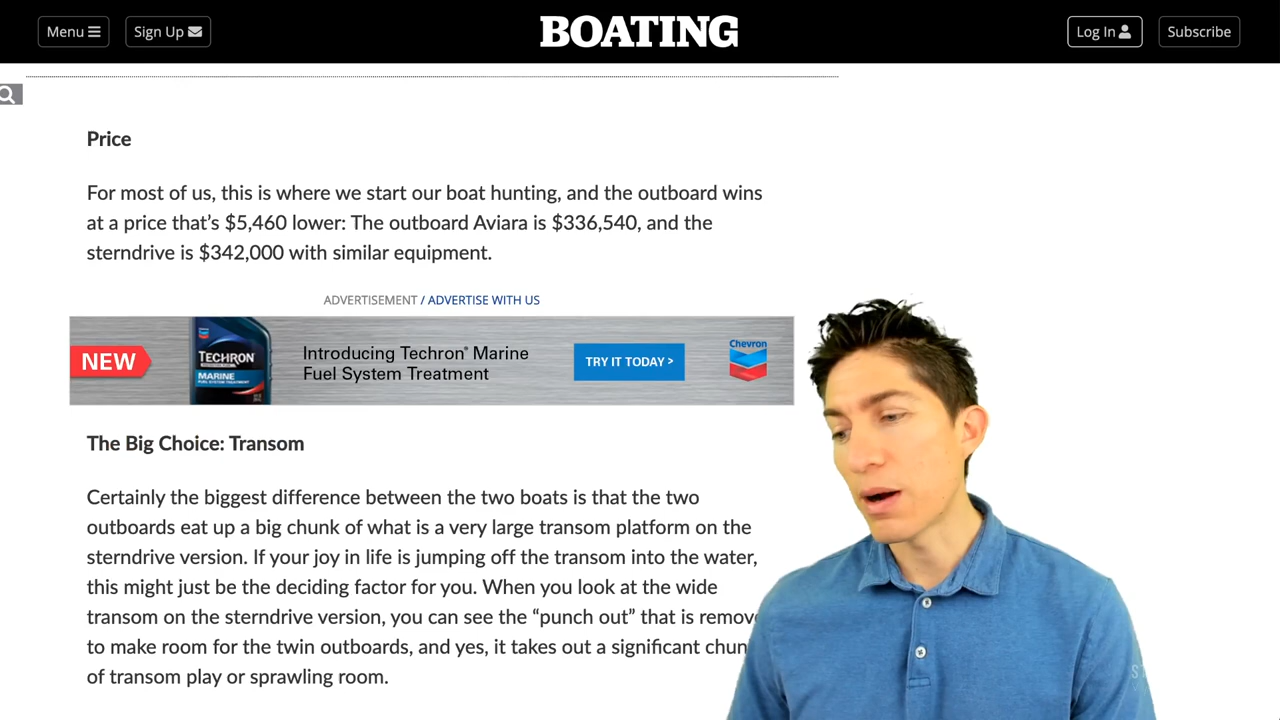 Menu
Sign Up
BOATING
Log In
Subscribe
Price
For most of us, this is where we start our boat hunting, and the outboard wins
at a price that’s $5,460 lower: The outboard Aviara is $336,540, and the
sterndrive is $342,000 with similar equipment.
ADVERTISEMENT / ADVERTISE WITH US
NEW
TECHRON
MARINE
FUEL SYSTEM TREATMENT
Introducing Techron® Marine
Fuel System Treatment
TRY IT TODAY >
Chevron
The Big Choice: Transom
Certainly the biggest difference between the two boats is that the two
outboards eat up a big chunk of what is a very large transom platform on the
sterndrive version. If your joy in life is jumping off the transom into the water,
this might just be the deciding factor for you. When you look at the wide
transom on the sterndrive version, you can see the “punch out” that is remov
to make room for the twin outboards, and yes, it takes out a significant chun
of transom play or sprawling room.